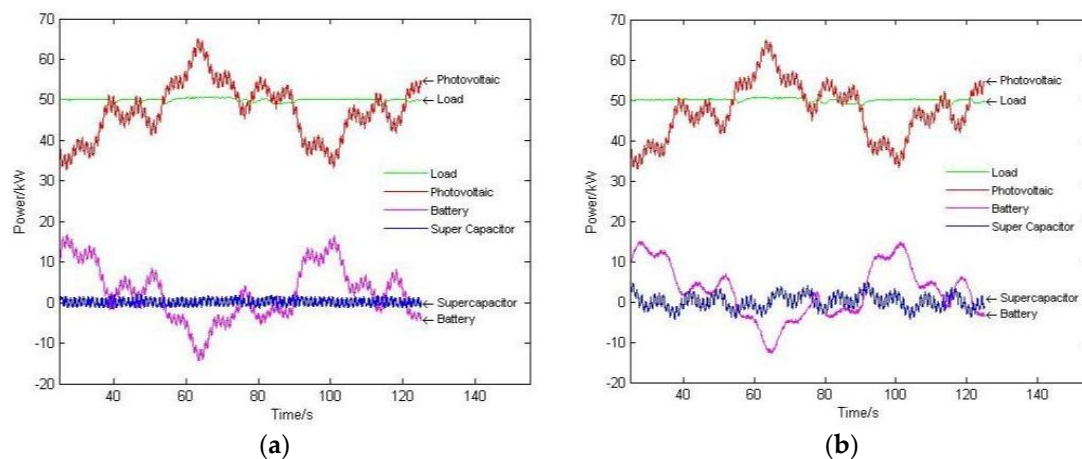 70
60
50
40
30
20
10
0
-10
-20
Power/kW
← Photovoltaic
← Load
Load
Photovoltaic
Battery
Super Capacitor
← Supercapacitor
← Battery
40 60 80 100 120 140
Time/s
(a)
70
60
50
40
30
20
10
0
-10
-20
Power/kW
← Photovoltaic
← Load
Load
Photovoltaic
Battery
Super Capacitor
← Supercapacitor
← Battery
40 60 80 100 120 140
Time/s
(b)